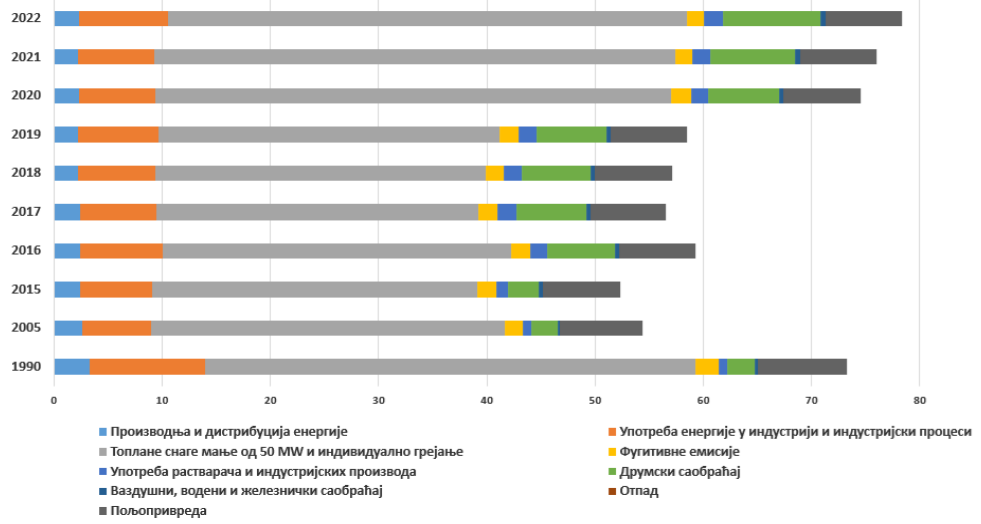 2022
2021
2020
2019
2018
2017
2016
2015
2005
1990
0 10 20 30 40 50 60 70 80
Производња и дистрибуција енергије
Употреба енергије у индустрији и индустријски процеси
Топлане снаге мање од 50 MW и индивидуално грејање
Фугитивне емисије
Употреба растварача и индустријских производа
Друмски саобраћај
Ваздушни, водени и железнички саобраћај
Отпад
Пољопривреда